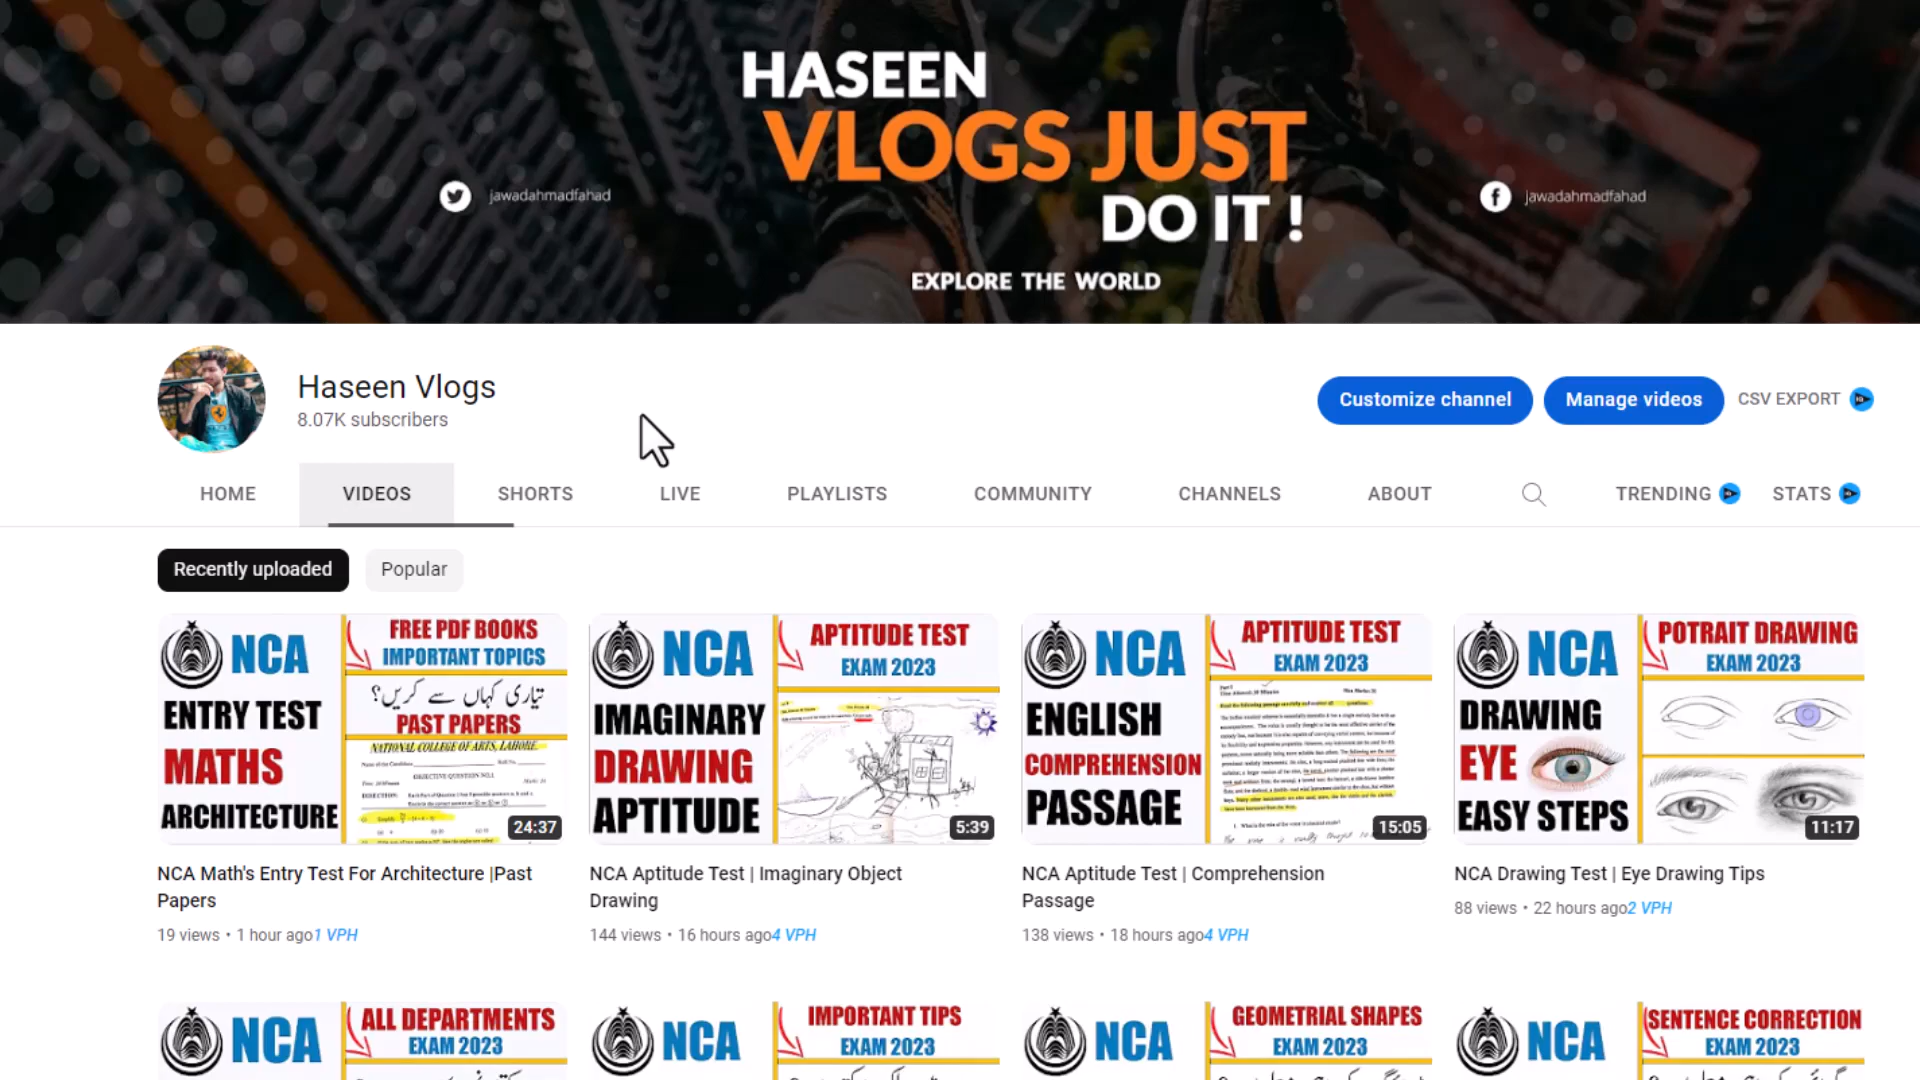 HASEEN
VLOGS JUST
DO IT !
EXPLORE THE WORLD
jawadahmadfahad
jawadahmadfahad
Haseen Vlogs
8.07K subscribers
Customize channel
Manage videos
CSV EXPORT
HOME
VIDEOS
SHORTS
LIVE
PLAYLISTS
COMMUNITY
CHANNELS
ABOUT
TRENDING
STATS
Recently uploaded
Popular
NCA
ENTRY TEST
MATHS
ARCHITECTURE
FREE PDF BOOKS
IMPORTANT TOPICS
تیاری کہاں سے کریں؟
PAST PAPERS
NATIONAL COLLEGE OF ARTS, LAHORE.
OBJECTIVE QUESTION NO.1
24:37
NCA
IMAGINARY
DRAWING
APTITUDE
APTITUDE TEST
EXAM 2023
5:39
NCA
ENGLISH
COMPREHENSION
PASSAGE
APTITUDE TEST
EXAM 2023
15:05
NCA
DRAWING
EYE
EASY STEPS
POTRAIT DRAWING
EXAM 2023
11:17
NCA Math's Entry Test For Architecture |Past
Papers
19 views • 1 hour ago1 VPH
NCA Aptitude Test | Imaginary Object
Drawing
144 views • 16 hours ago4 VPH
NCA Aptitude Test | Comprehension
Passage
138 views • 18 hours ago4 VPH
NCA Drawing Test | Eye Drawing Tips
88 views • 22 hours ago2 VPH
NCA
ALL DEPARTMENTS
EXAM 2023
NCA
IMPORTANT TIPS
EXAM 2023
NCA
GEOMETRIAL SHAPES
EXAM 2023
NCA
SENTENCE CORRECTION
EXAM 2023